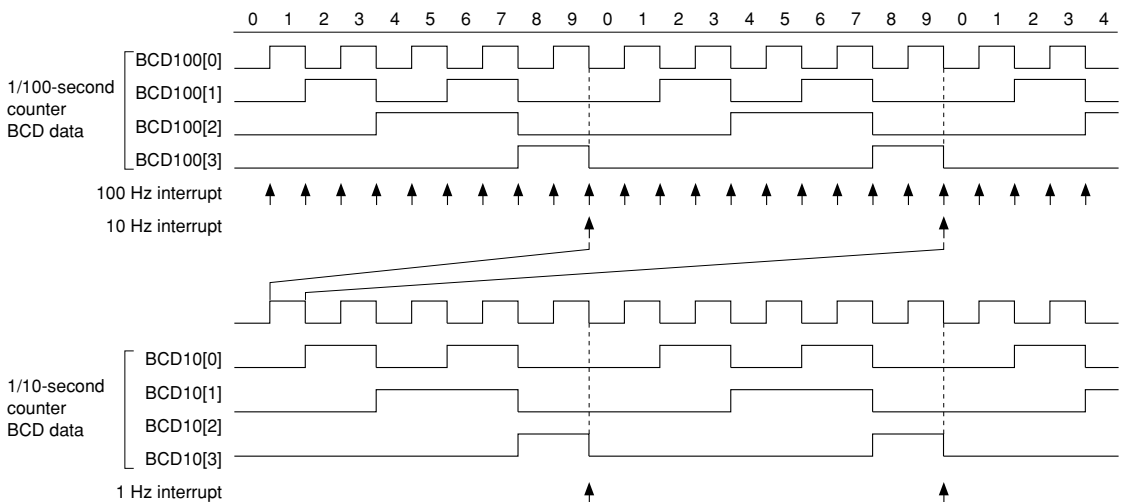 0 1 2 3 4 5 6 7 8 9 0 1 2 3 4 5 6 7 8 9 0 1 2 3 4
1/100-second
counter
BCD data
BCD100[0]
BCD100[1]
BCD100[2]
BCD100[3]
100 Hz interrupt
10 Hz interrupt
1/10-second
counter
BCD data
BCD10[0]
BCD10[1]
BCD10[2]
BCD10[3]
1 Hz interrupt